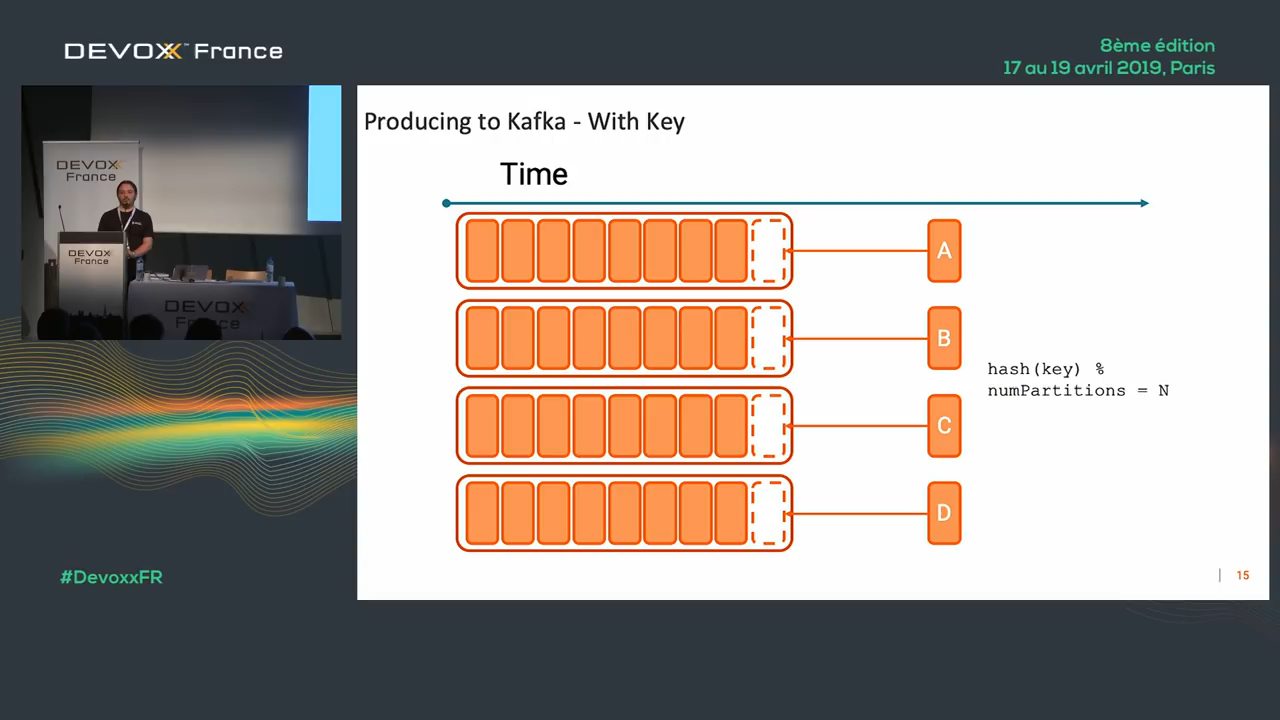 DEVOXX™ France
8ème édition
17 au 19 avril 2019, Paris
DEVOXX
France
DEVOXX
France
DEVOXX
France
Producing to Kafka - With Key
Time
A
B
C
D
hash(key) %
numPartitions = N
15
#DevoxxFR